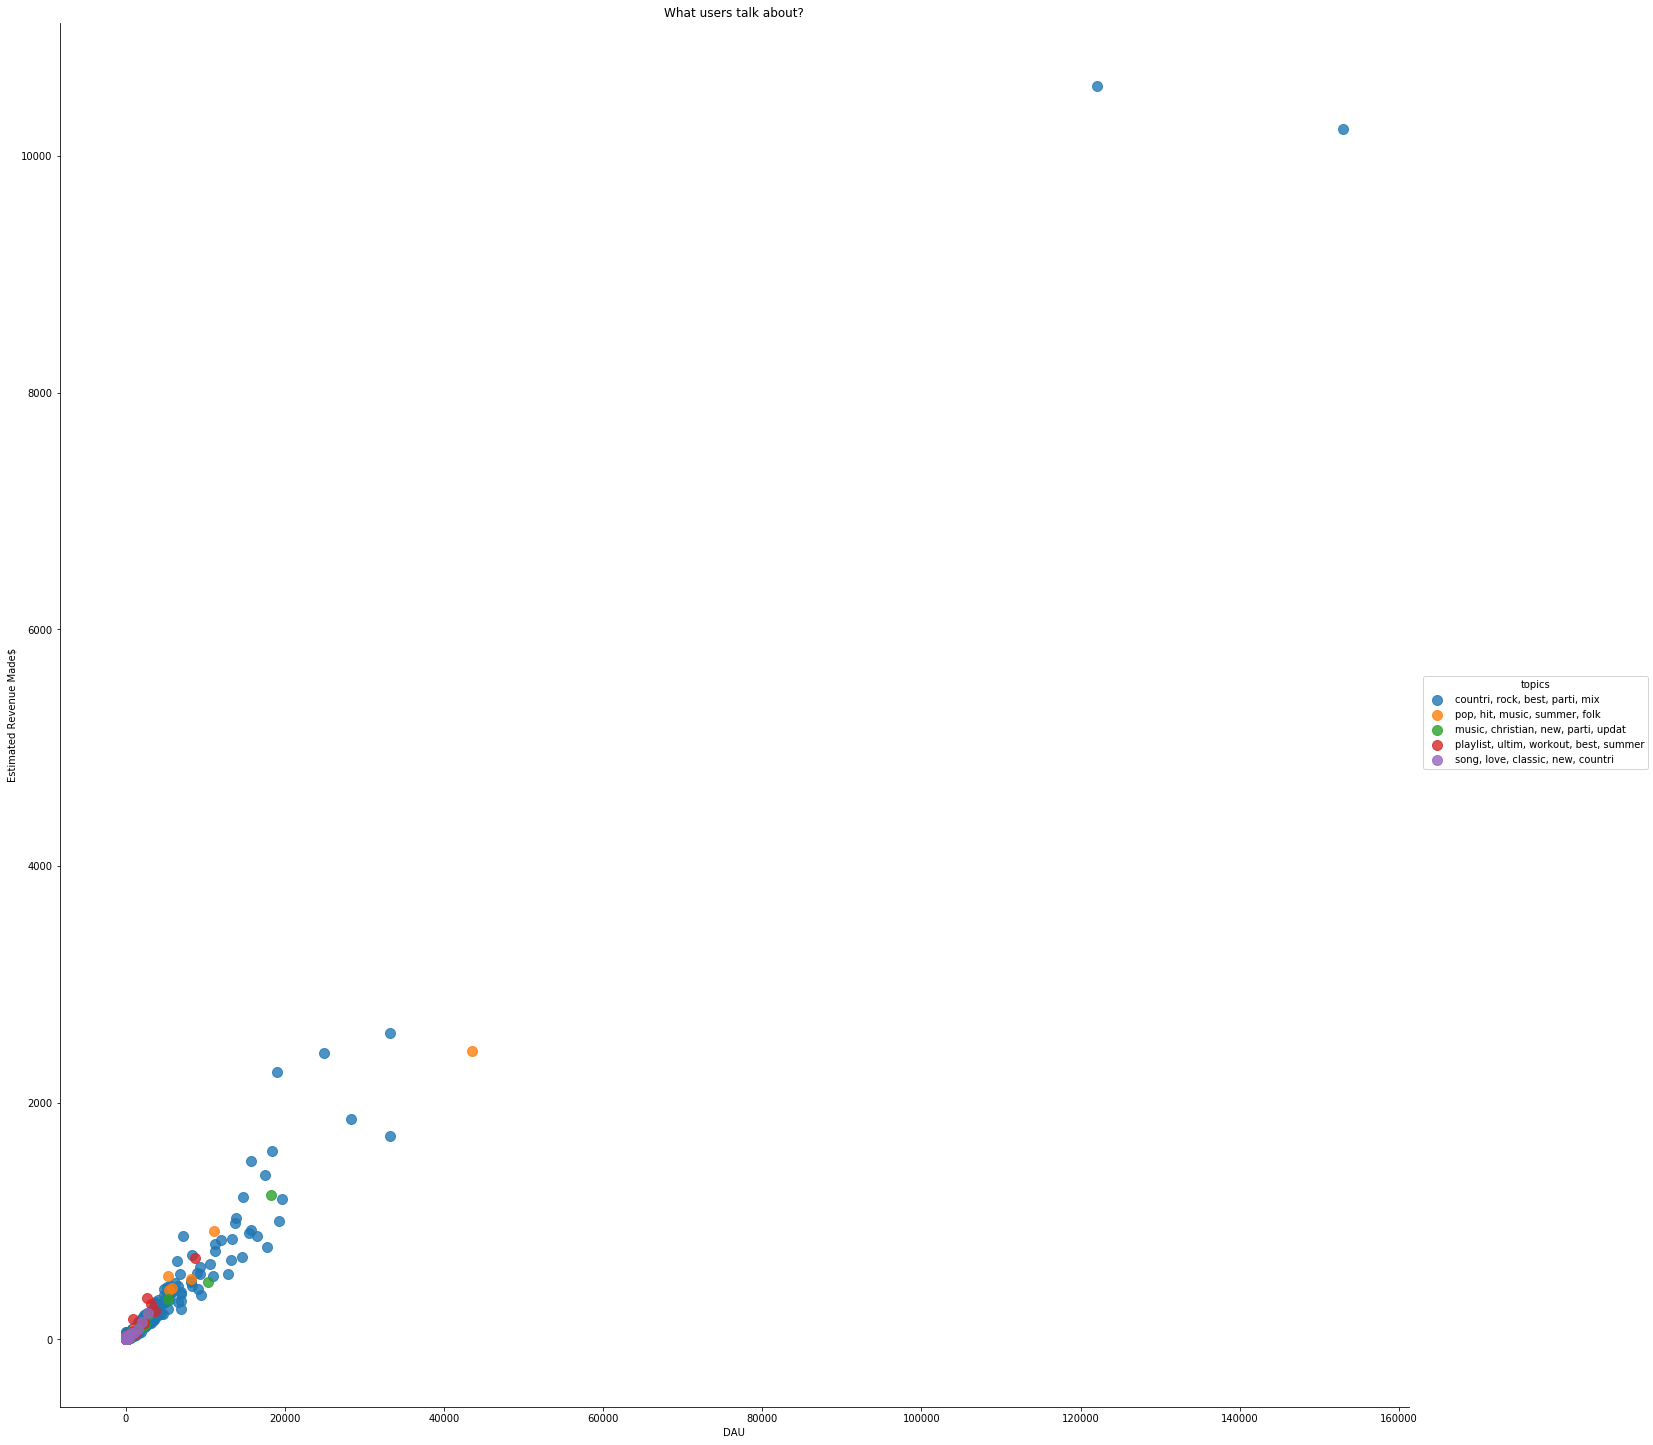 What users talk about?
10000
8000
6000
4000
2000
0
Estimated Revenue Made$
0
20000
40000
60000
80000
100000
120000
140000
160000
DAU
topics
countri, rock, best, parti, mix
pop, hit, music, summer, folk
music, christian, new, parti, updat
playlist, ultim, workout, best, summer
song, love, classic, new, countri